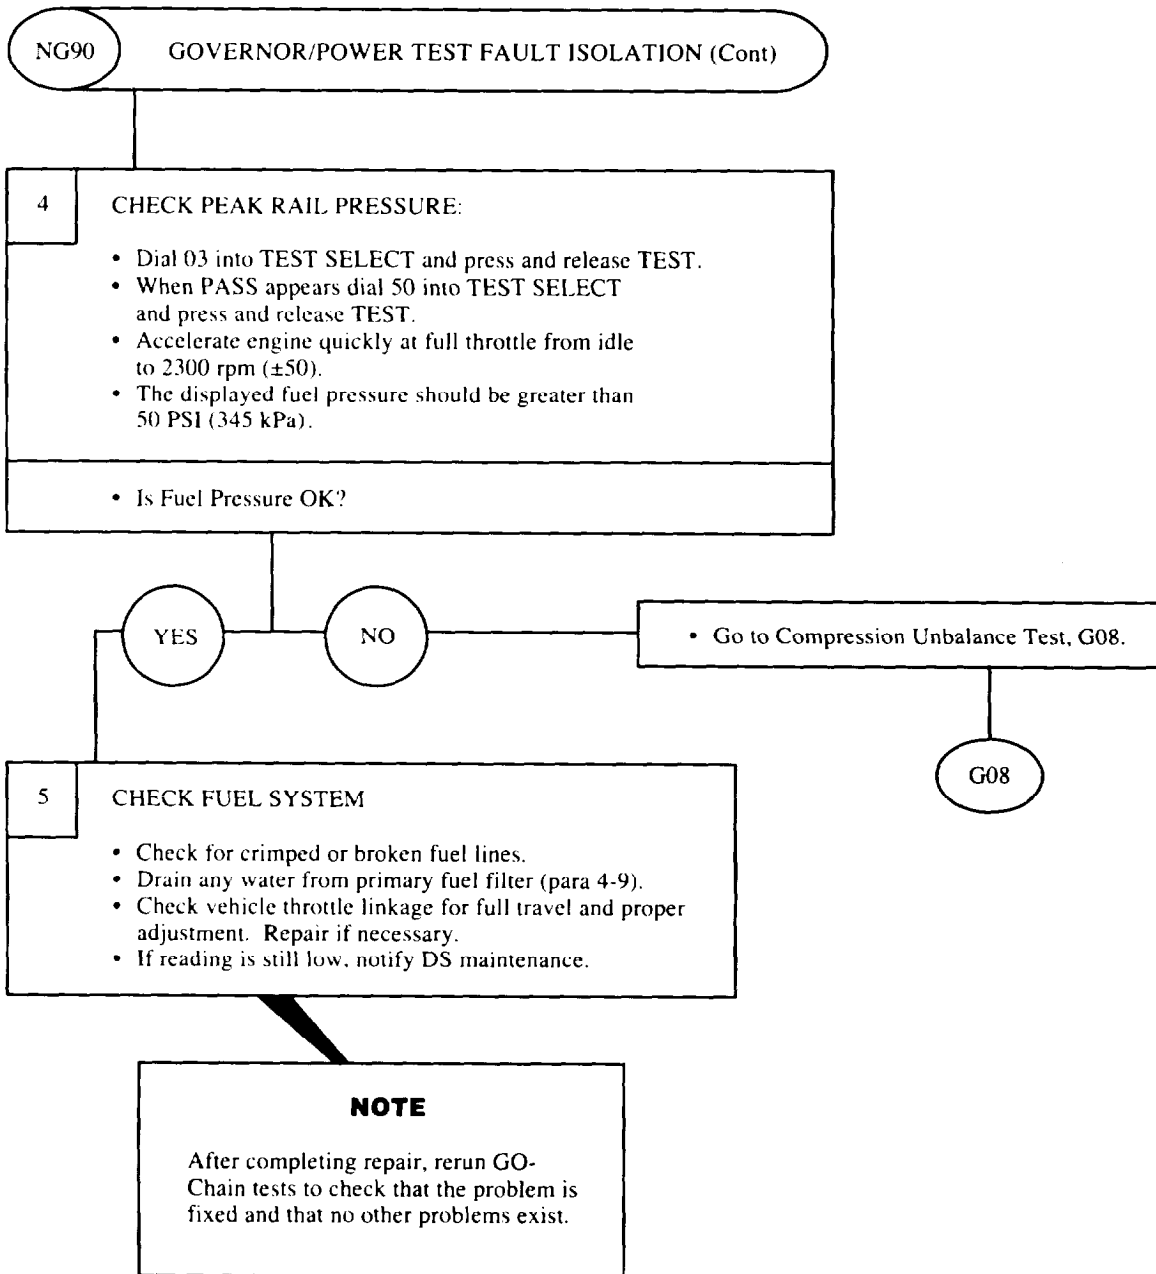 NG90
GOVERNOR/POWER TEST FAULT ISOLATION (Cont)
4
CHECK PEAK RAIL PRESSURE:
• Dial 03 into TEST SELECT and press and release TEST.
• When PASS appears dial 50 into TEST SELECT
and press and release TEST.
• Accelerate engine quickly at full throttle from idle
to 2300 rpm (±50).
• The displayed fuel pressure should be greater than
50 PSI (345 kPa).
• Is Fuel Pressure OK?
YES
NO
• Go to Compression Unbalance Test, G08.
G08
5
CHECK FUEL SYSTEM
• Check for crimped or broken fuel lines.
• Drain any water from primary fuel filter (para 4-9).
• Check vehicle throttle linkage for full travel and proper
adjustment. Repair if necessary.
• If reading is still low, notify DS maintenance.
NOTE
After completing repair, rerun GO-
Chain tests to check that the problem is
fixed and that no other problems exist.